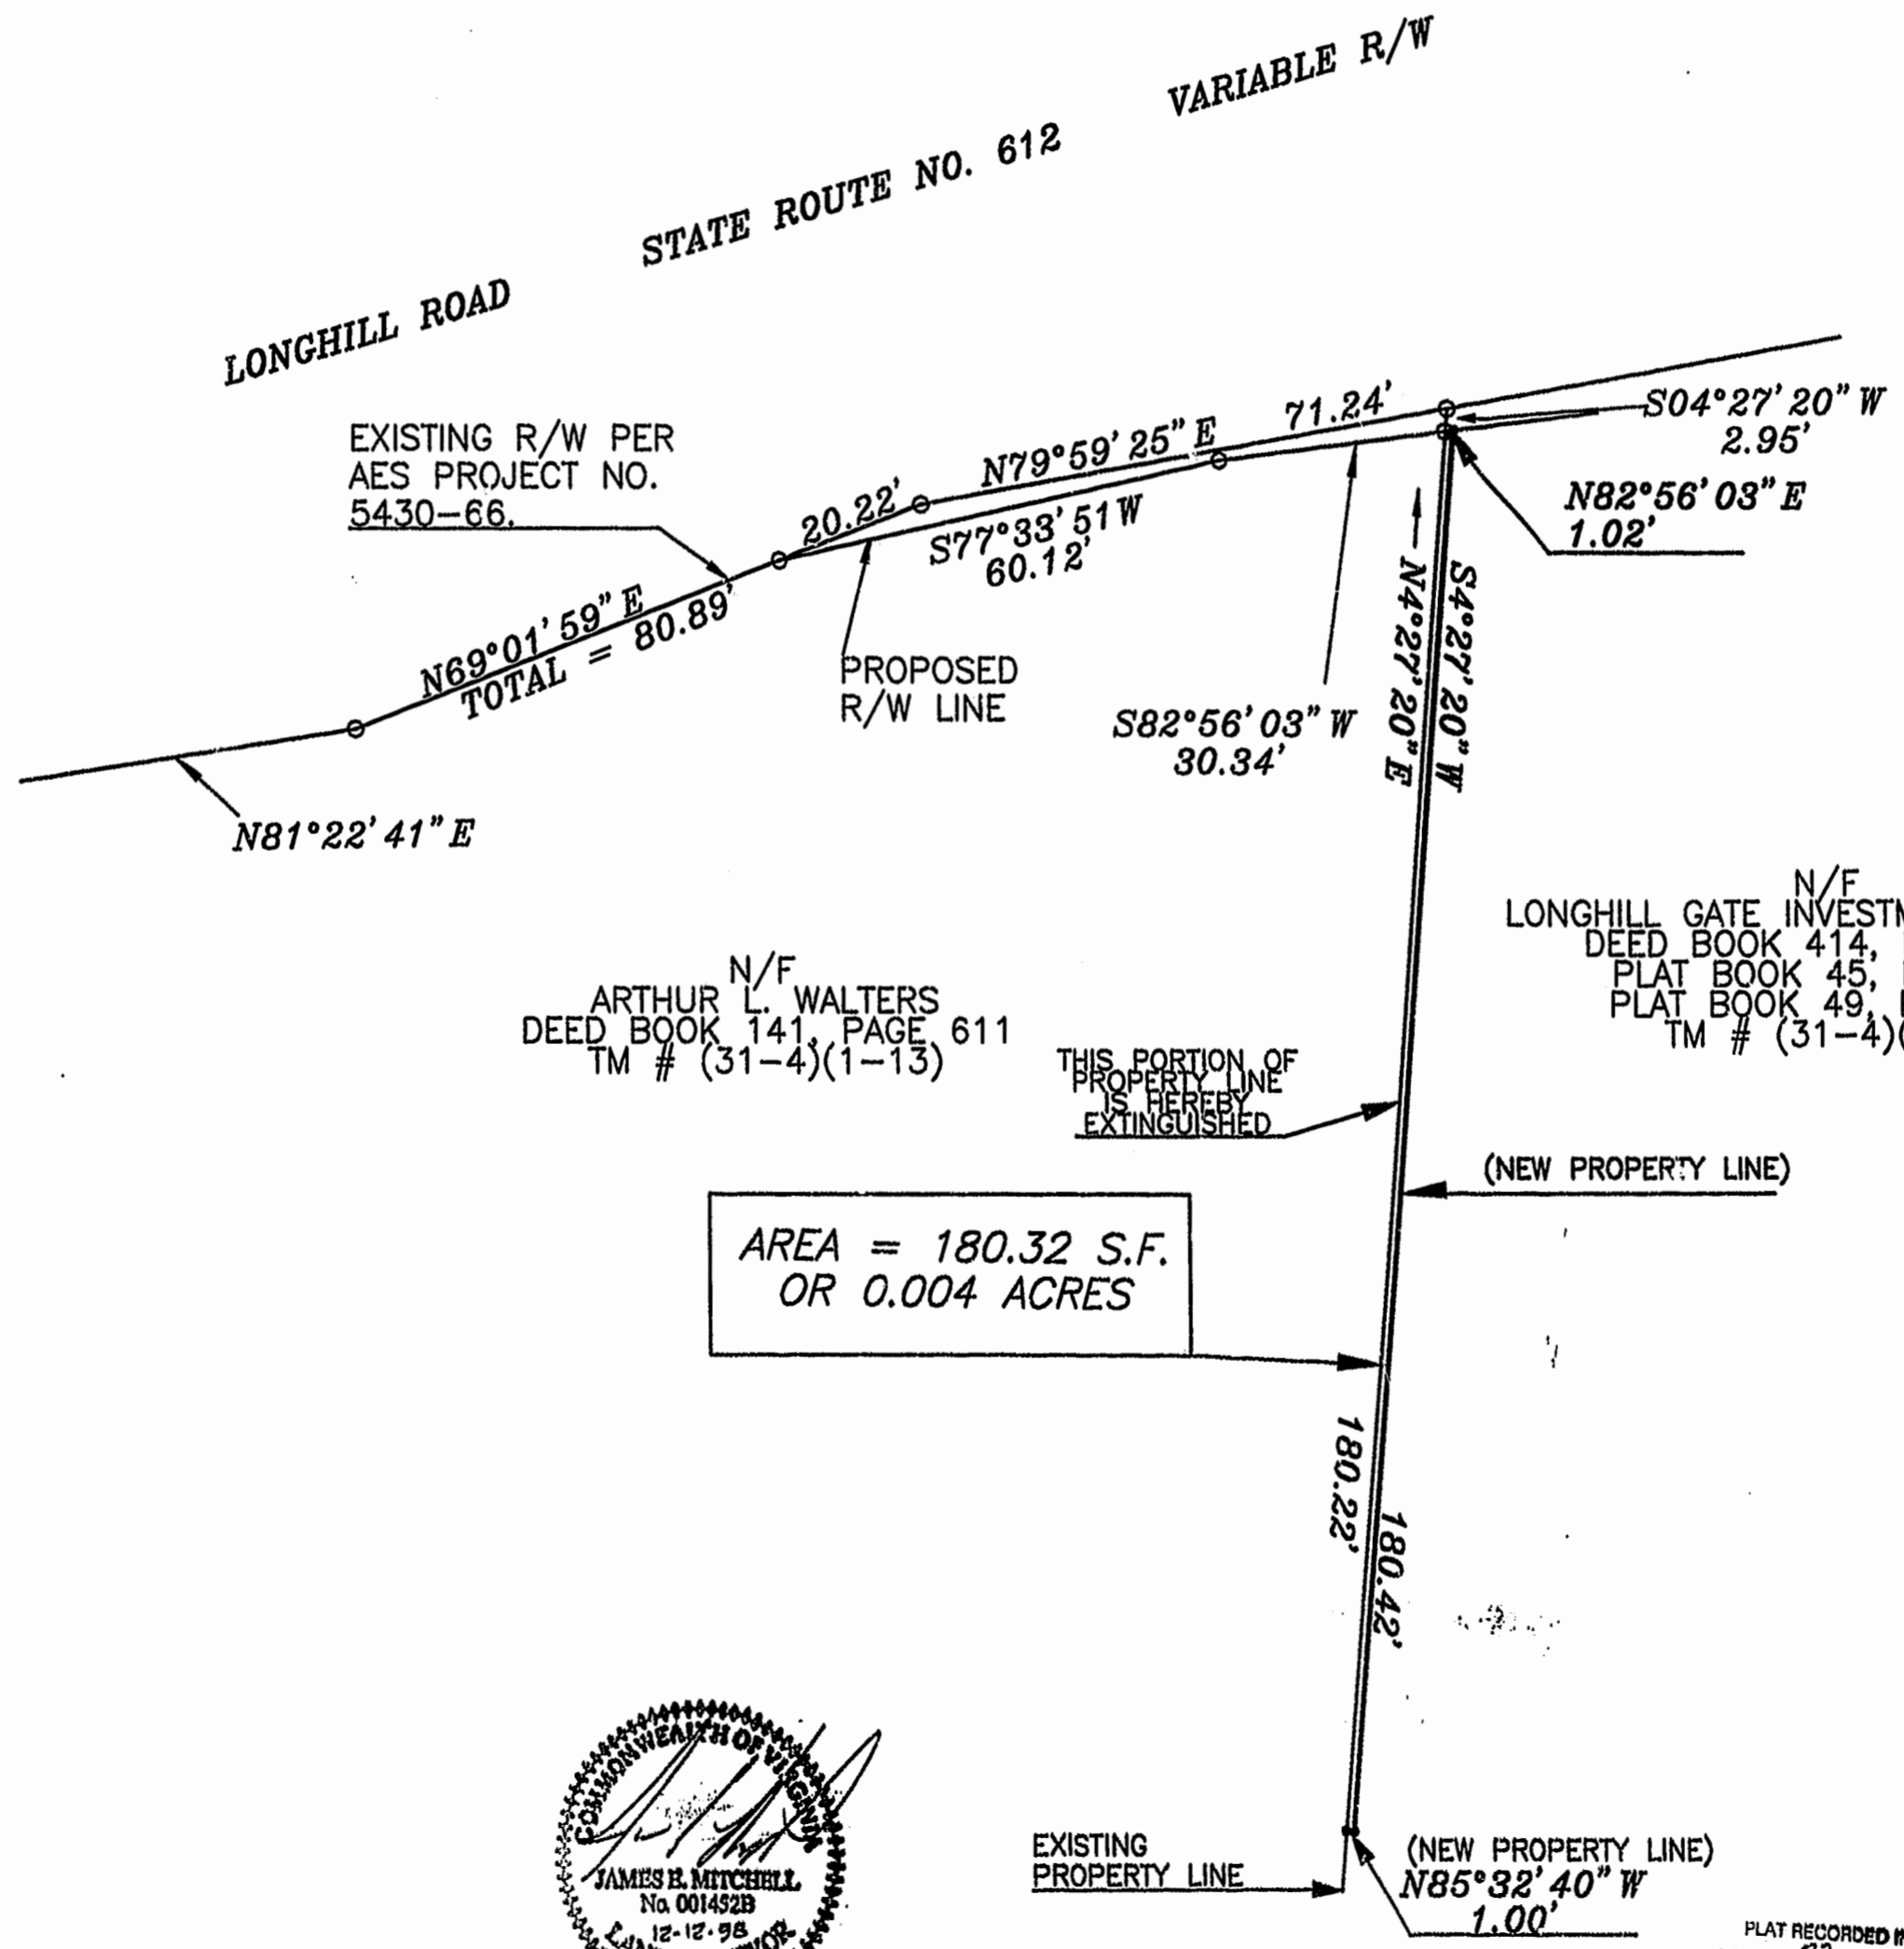 VARIABLE R/W
STATE ROUTE NO. 612
LONGHILL ROAD
EXISTING R/W PER
AES PROJECT NO.
5430-66.
20.22'
N79°59'25" E
71.24'
S04°27'20" W
2.95'
N82°56'03" E
1.02'
S77°33'51 W
60.12'
N69°01'59" E
TOTAL = 80.89'
PROPOSED
R/W LINE
S82°56'03" W
30.34'
N4°27'20" E
S4°27'20" W
N81°22'41" E
N/F
ARTHUR L. WALTERS
DEED BOOK 141, PAGE 611
TM # (31-4)(1-13)
N/F
LONGHILL GATE INVESTM
DEED BOOK 414,
PLAT BOOK 45,
PLAT BOOK 49,
TM # (31-4)(
THIS PORTION OF
PROPERTY LINE
IS HEREBY
EXTINGUISHED
(NEW PROPERTY LINE)
AREA = 180.32 S.F.
OR 0.004 ACRES
180.22'
180.42'
COMMONWEALTH OF VIRGINIA
JAMES E. MITCHELL
No. 001452B
12-12-98
EXISTING
PROPERTY LINE
(NEW PROPERTY LINE)
N85°32'40" W
1.00'
PLAT RECORDED I